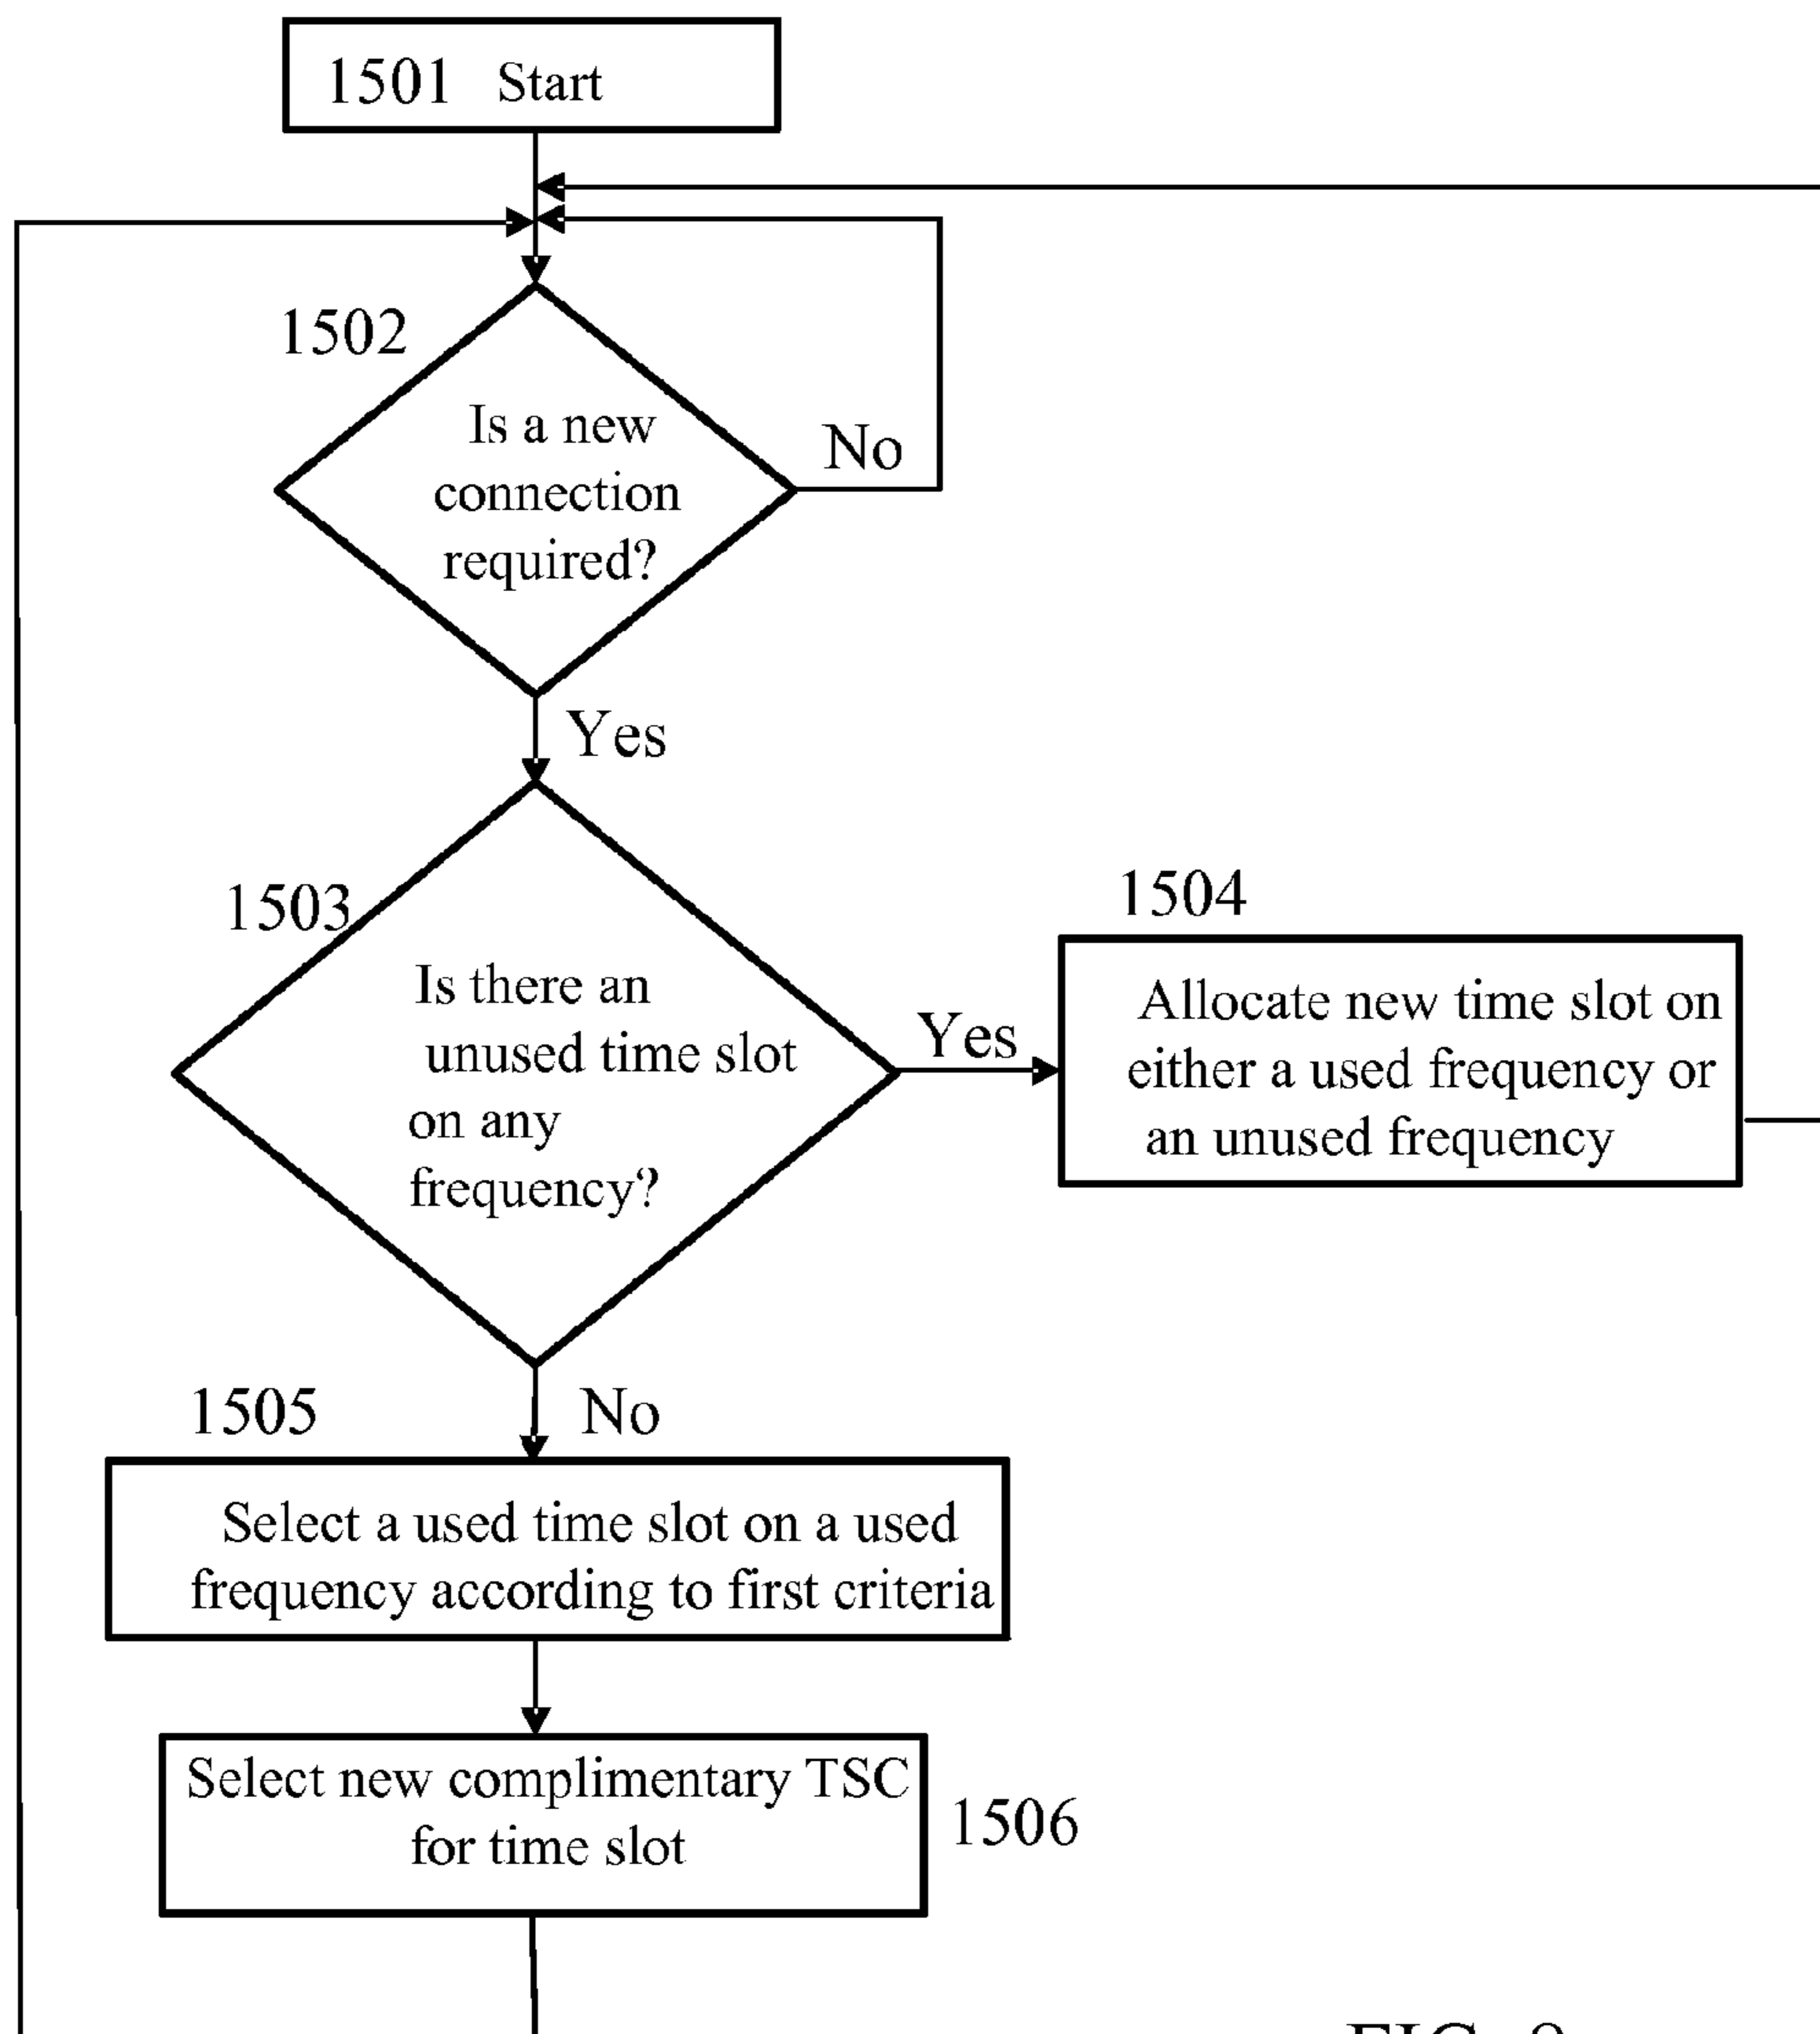 1501 Start
1502
Is a new
connection
required?
No
Yes
1503
Is there an
unused time slot
on any
frequency?
Yes
1504
Allocate new time slot on
either a used frequency or
an unused frequency
1505
No
Select a used time slot on a used
frequency according to first criteria
Select new complimentary TSC
for time slot
1506